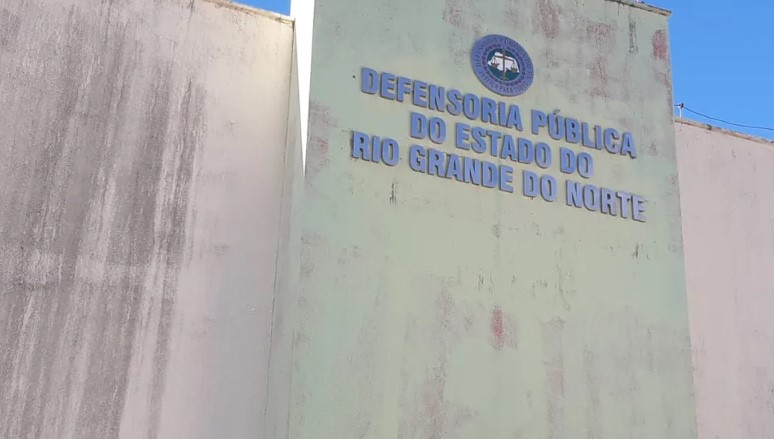 DEFENSORIA PÚBLICA
DO ESTADO DO
RIO GRANDE DO NORTE